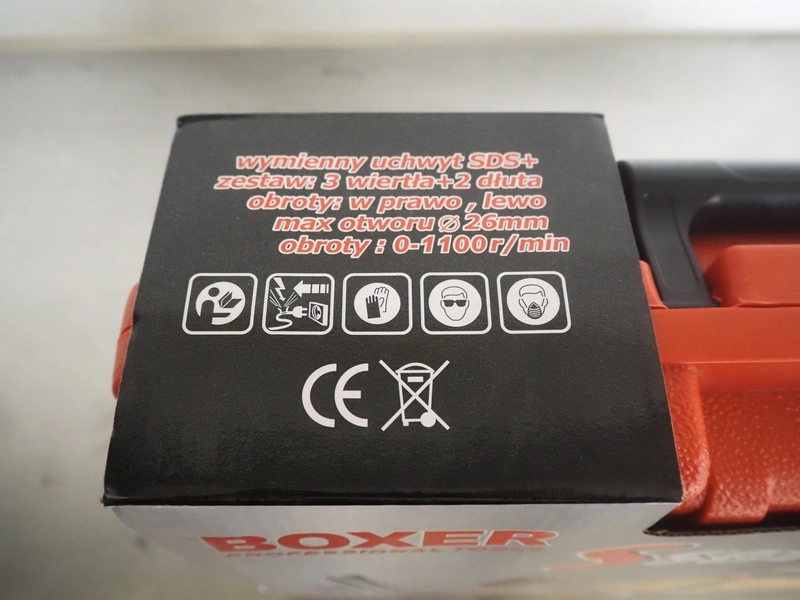 wymienny uchwyt SDS+
zestaw: 3 wiertła+2 dłuta
obroty: w prawo , lewo
max otworu ⌀ 26mm
obroty : 0-1100r/min
CE
BOXER
PROFESSIONAL